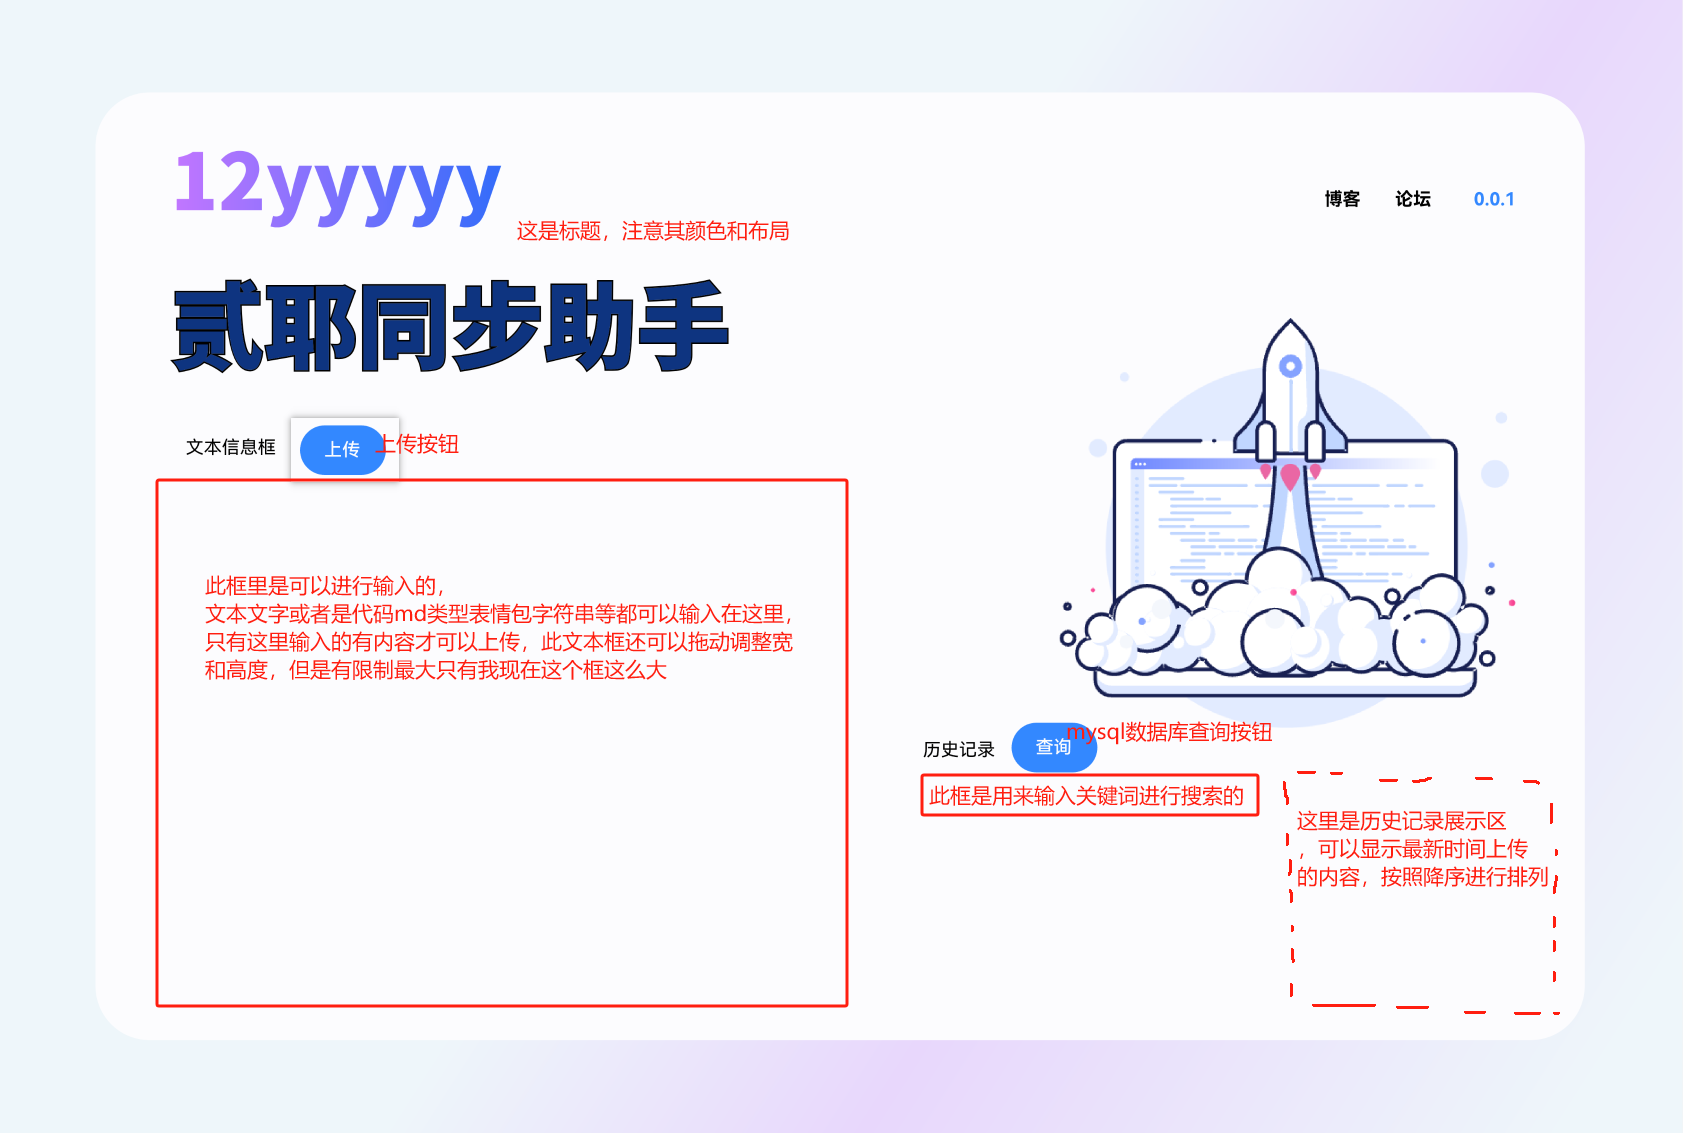 12yyyyy
这是标题，注意其颜色和布局
博客 论坛 0.0.1
贰耶同步助手
文本信息框 上传 上传按钮
此框里是可以进行输入的，
文本文字或者是代码md类型表情包字符串等都可以输入在这里，
只有这里输入的有内容才可以上传，此文本框还可以拖动调整宽
和高度，但是有限制最大只有我现在这个框这么大
历史记录 查询 mysql数据库查询按钮
此框是用来输入关键词进行搜索的
这里是历史记录展示区
，可以显示最新时间上传
的内容，按照降序进行排列